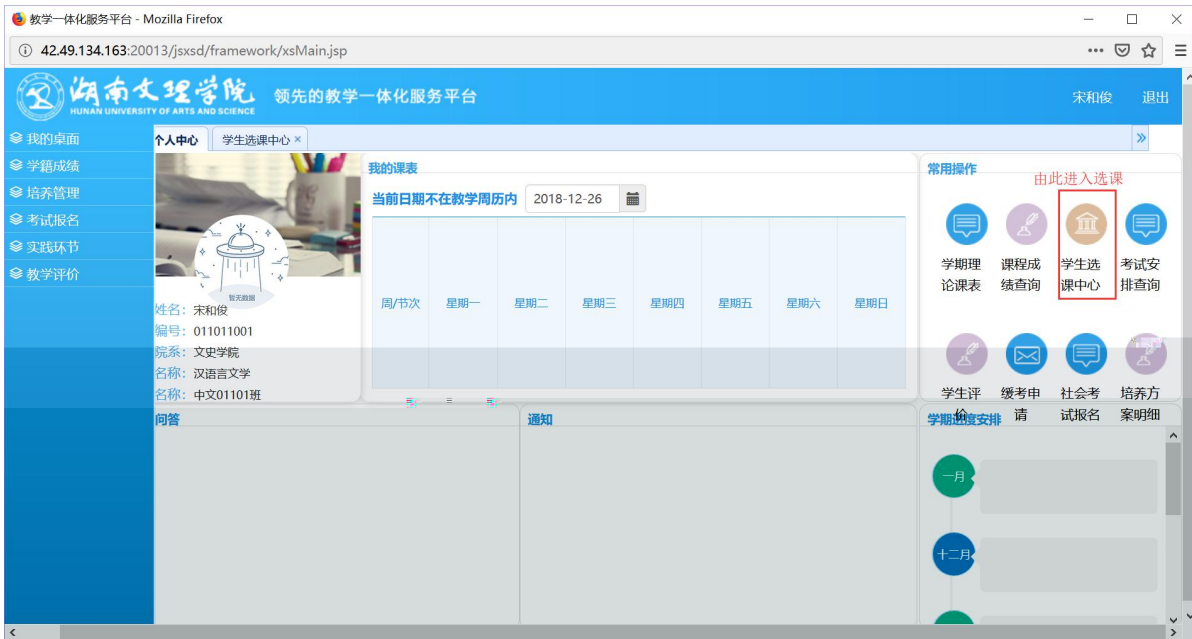 教学一体化服务平台 - Mozilla Firefox
42.49.134.163:20013/jsxsd/framework/xsMain.jsp
湖南文理学院
HUNAN UNIVERSITY OF ARTS AND SCIENCE
领先的教学一体化服务平台
宋和俊 退出
我的桌面
学籍成绩
培养管理
考试报名
实践环节
教学评价
个人中心 学生选课中心
暂无数据
姓名：宋和俊
编号：011011001
院系：文史学院
名称：汉语言文学
名称：中文01101班
我的课表
当前日期不在教学周历内 2018-12-26
周/节次 星期一 星期二 星期三 星期四 星期五 星期六 星期日
常用操作
由此进入选课
学期理
论课表
课程成
绩查询
学生选
课中心
考试安
排查询
学生评
价
缓考申
请
社会考
试报名
培养方
案明细
问答
通知
学期进度安排
一月
十二月